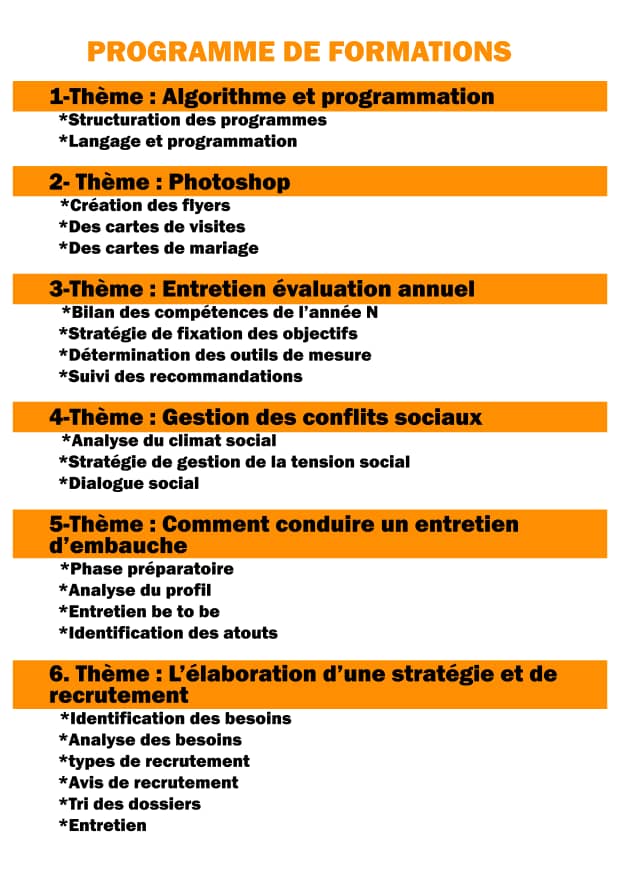 PROGRAMME DE FORMATIONS
1-Thème : Algorithme et programmation
*Structuration des programmes
*Langage et programmation
2- Thème : Photoshop
*Création des flyers
*Des cartes de visites
*Des cartes de mariage
3-Thème : Entretien évaluation annuel
*Bilan des compétences de l’année N
*Stratégie de fixation des objectifs
*Détermination des outils de mesure
*Suivi des recommandations
4-Thème : Gestion des conflits sociaux
*Analyse du climat social
*Stratégie de gestion de la tension social
*Dialogue social
5-Thème : Comment conduire un entretien
d’embauche
*Phase préparatoire
*Analyse du profil
*Entretien be to be
*Identification des atouts
6. Thème : L’élaboration d’une stratégie et de
recrutement
*Identification des besoins
*Analyse des besoins
*types de recrutement
*Avis de recrutement
*Tri des dossiers
*Entretien